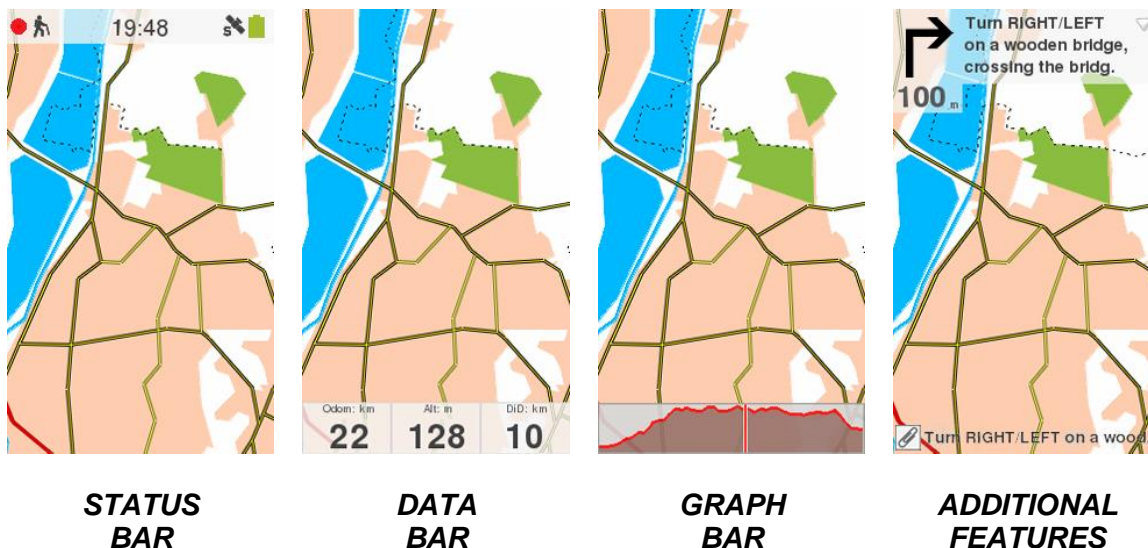 19:48
S
Odom: km
Alt: m
DiD: km
22
128
10
Turn RIGHT/LEFT
on a wooden bridge,
crossing the bridg.
100 m
Turn RIGHT/LEFT on a wood
STATUS
BAR
DATA
BAR
GRAPH
BAR
ADDITIONAL
FEATURES